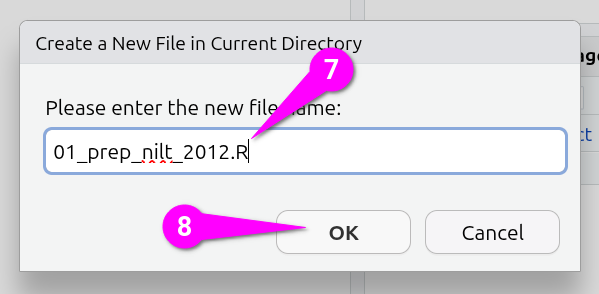 Create a New File in Current Directory
7
Please enter the new file name:
01_prep_nilt_2012.R
8
OK
Cancel